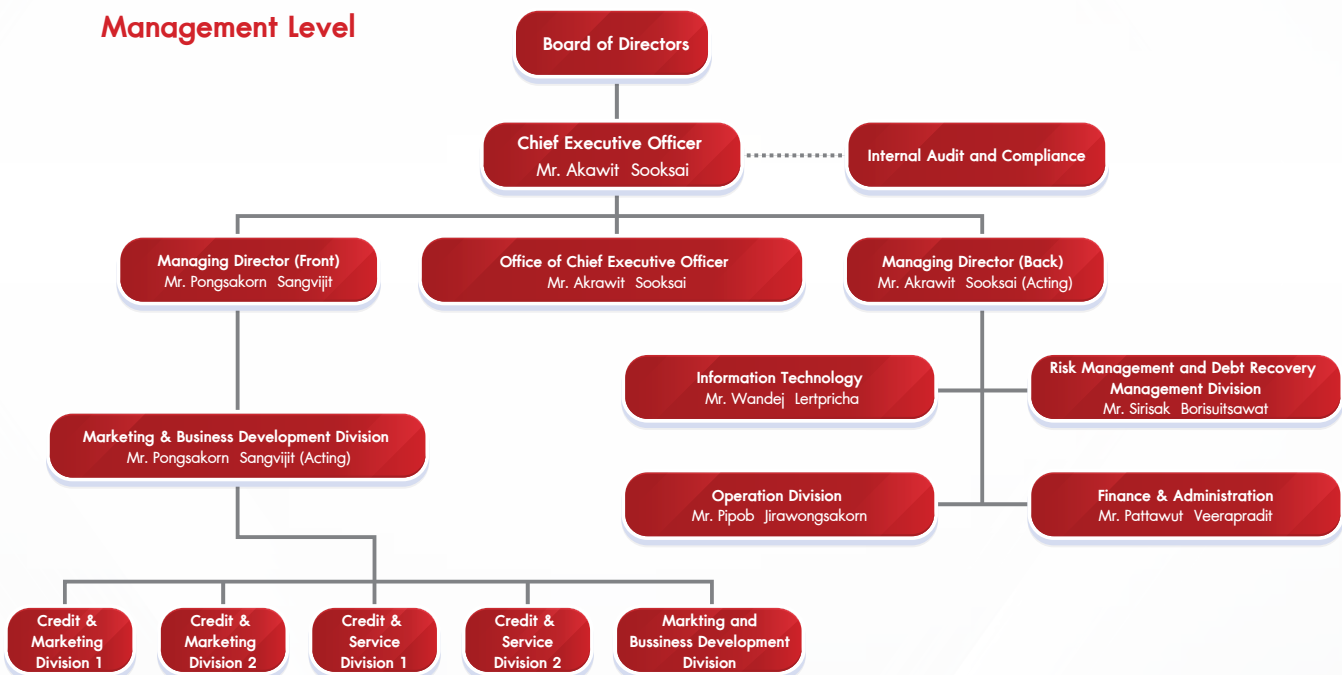 Management Level
Board of Directors
Chief Executive Officer
Mr. Akawit Sooksai
Internal Audit and Compliance
Managing Director (Front)
Mr. Pongsakorn Sangvijit
Office of Chief Executive Officer
Mr. Akrawit Sooksai
Managing Director (Back)
Mr. Akrawit Sooksai (Acting)
Information Technology
Mr. Wandej Lertpricha
Risk Management and Debt Recovery
Management Division
Mr. Sirisak Borisuitsawat
Marketing & Business Development Division
Mr. Pongsakorn Sangvijit (Acting)
Operation Division
Mr. Pipob Jirawongsakorn
Finance & Administration
Mr. Pattawut Veerapradit
Credit &
Marketing
Division 1
Credit &
Marketing
Division 2
Credit &
Service
Division 1
Credit &
Service
Division 2
Markting and
Bussiness Development
Division